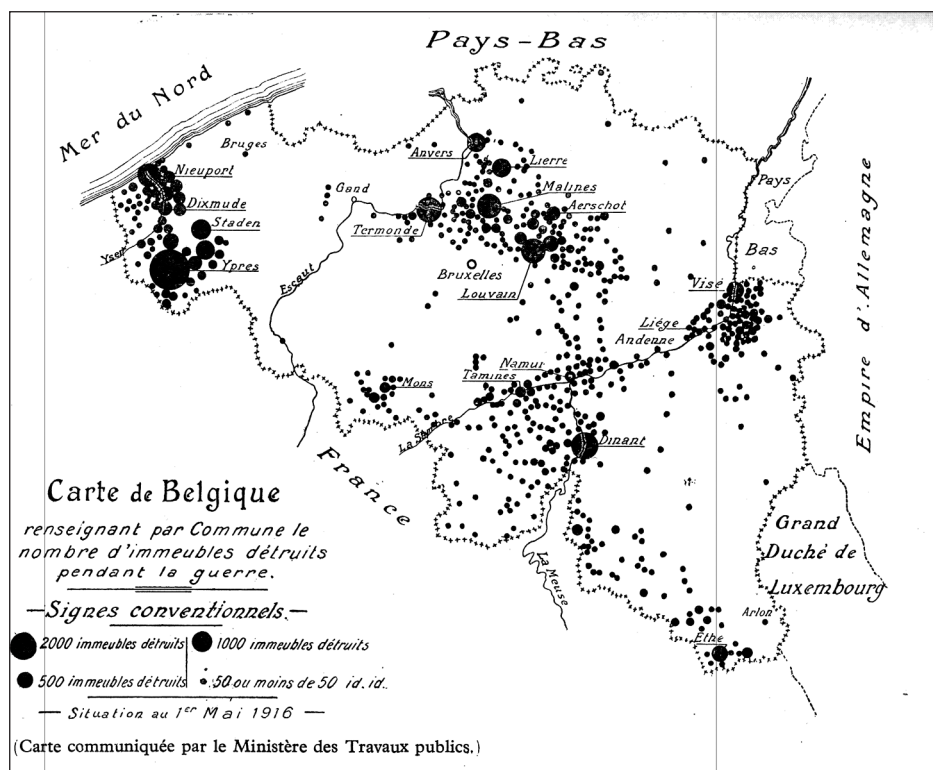 Pays-Bas
Mer du Nord
Bruges
Anvers
Lierre
Nieuport
Gand
Malines
Pays
Dixmude
Aerschot
Staden
Termonde
Yser
Bas
Ypres
Bruxelles
Escaut
Louvain
Visé
Empire d'Allemagne
Liége
Andenne
Namur
Tamines
Mons
La Sambre
Dinant
France
Carte de Belgique
renseignant par Commune le
nombre d'immeubles détruits
pendant la guerre.
Grand
Duché de
Luxembourg
La Meuse
—Signes conventionnels.—
Arlon
Ethe
2000 immeubles détruits
1000 immeubles détruits
500 immeubles détruits
50 ou moins de 50 id. id..
— Situation au 1er Mai 1916 —
(Carte communiquée par le Ministère des Travaux publics.)